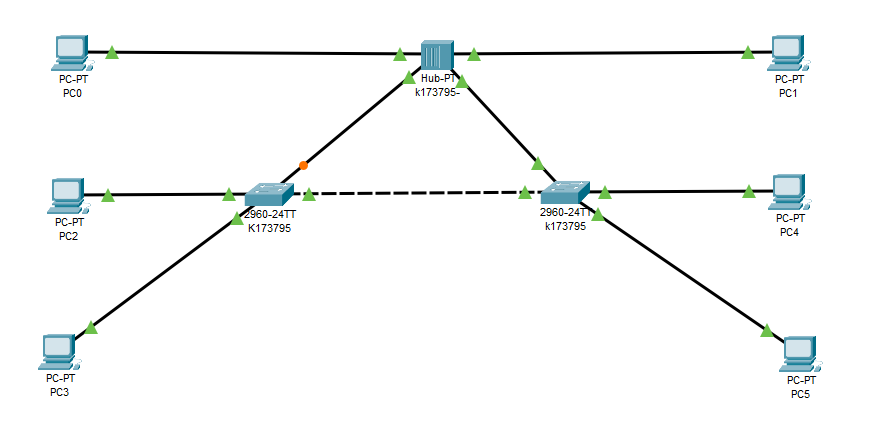 PC-PT
PC0
Hub-PT
k173795-
PC-PT
PC1
PC-PT
PC2
2960-24TT
K173795
2960-24TT
k173795
PC-PT
PC4
PC-PT
PC3
PC-PT
PC5